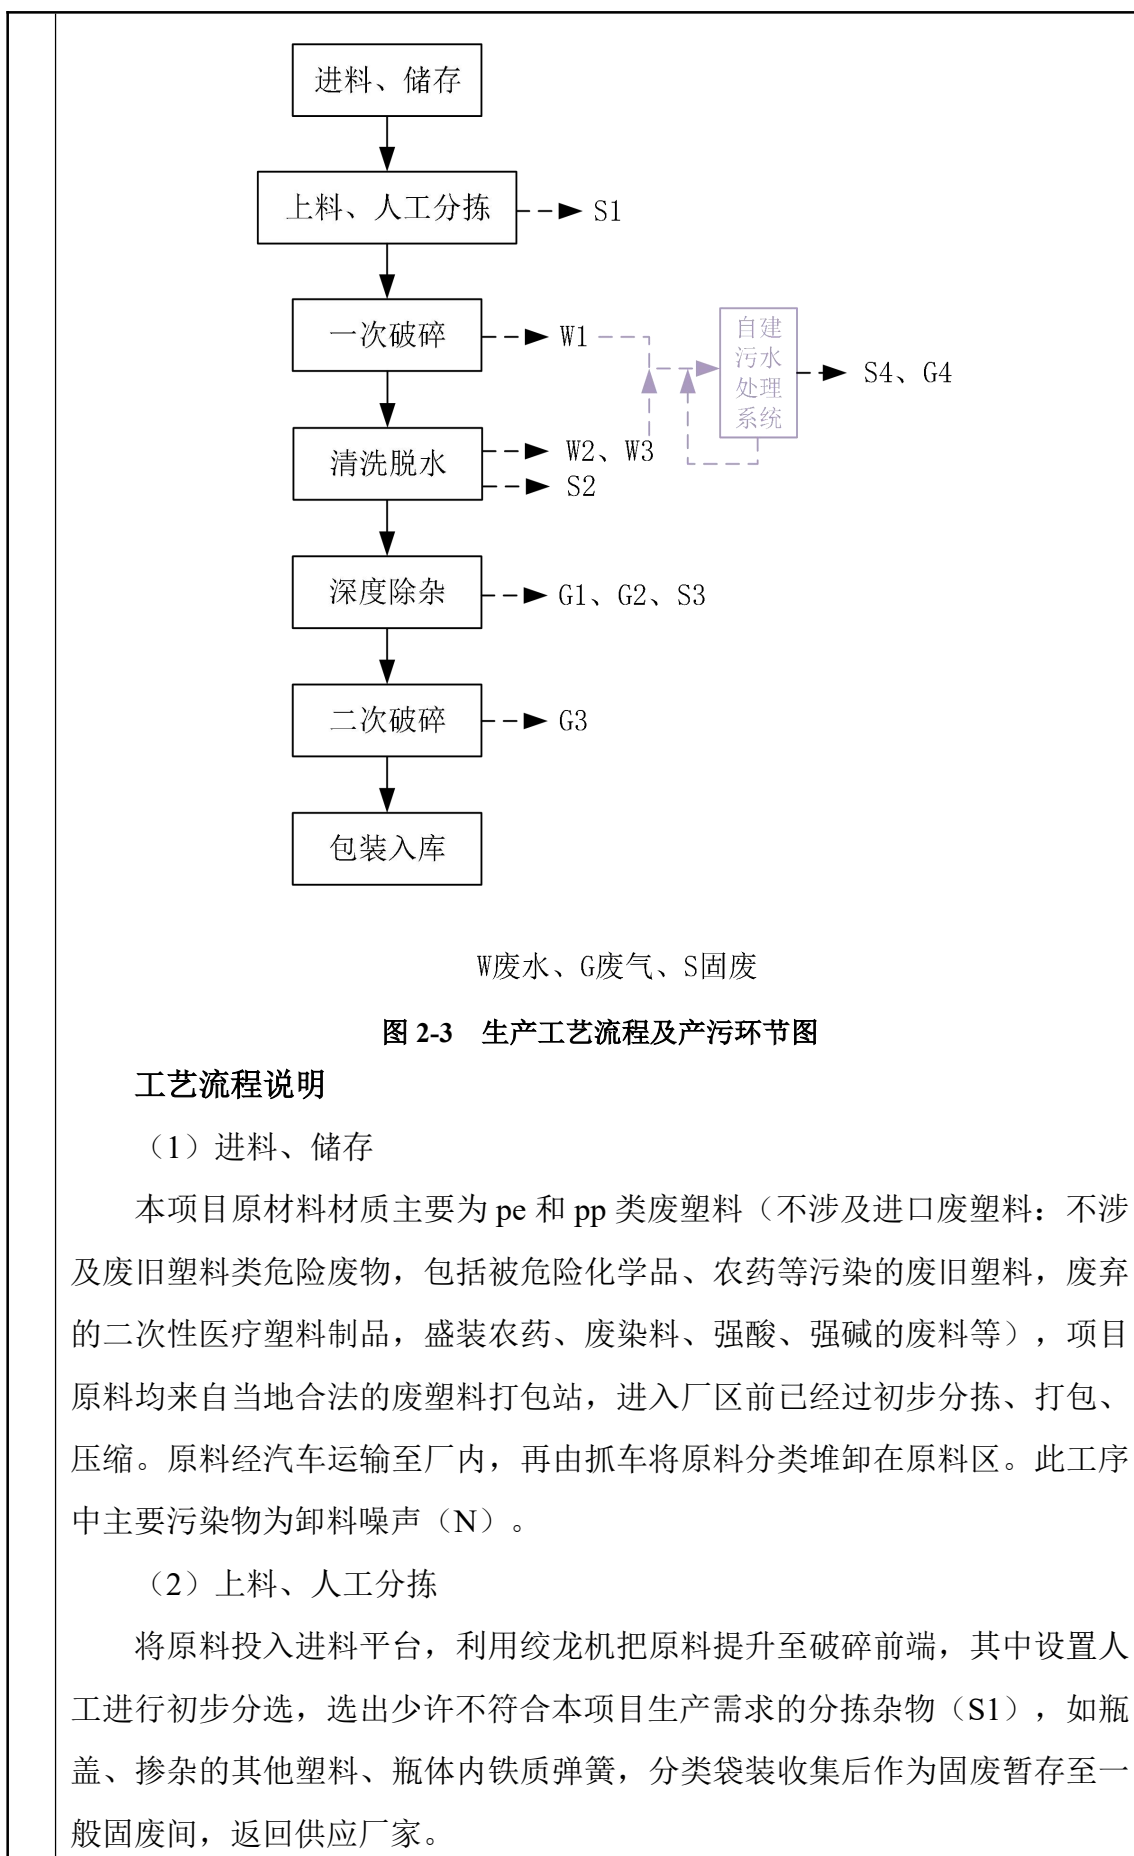 进料、储存
上料、人工分拣
S1
一次破碎
W1
自建
污水
处理
系统
S4、G4
清洗脱水
W2、W3
S2
深度除杂
G1、G2、S3
二次破碎
G3
包装入库
W废水、G废气、S固废
图 2-3 生产工艺流程及产污环节图
工艺流程说明
（1）进料、储存
本项目原材料材质主要为 pe 和 pp 类废塑料（不涉及进口废塑料：不涉
及废旧塑料类危险废物，包括被危险化学品、农药等污染的废旧塑料，废弃
的二次性医疗塑料制品，盛装农药、废染料、强酸、强碱的废料等），项目
原料均来自当地合法的废塑料打包站，进入厂区前已经过初步分拣、打包、
压缩。原料经汽车运输至厂内，再由抓车将原料分类堆卸在原料区。此工序
中主要污染物为卸料噪声（N）。
（2）上料、人工分拣
将原料投入进料平台，利用绞龙机把原料提升至破碎前端，其中设置人
工进行初步分选，选出少许不符合本项目生产需求的分拣杂物（S1），如瓶
盖、掺杂的其他塑料、瓶体内铁质弹簧，分类袋装收集后作为固废暂存至一
般固废间，返回供应厂家。